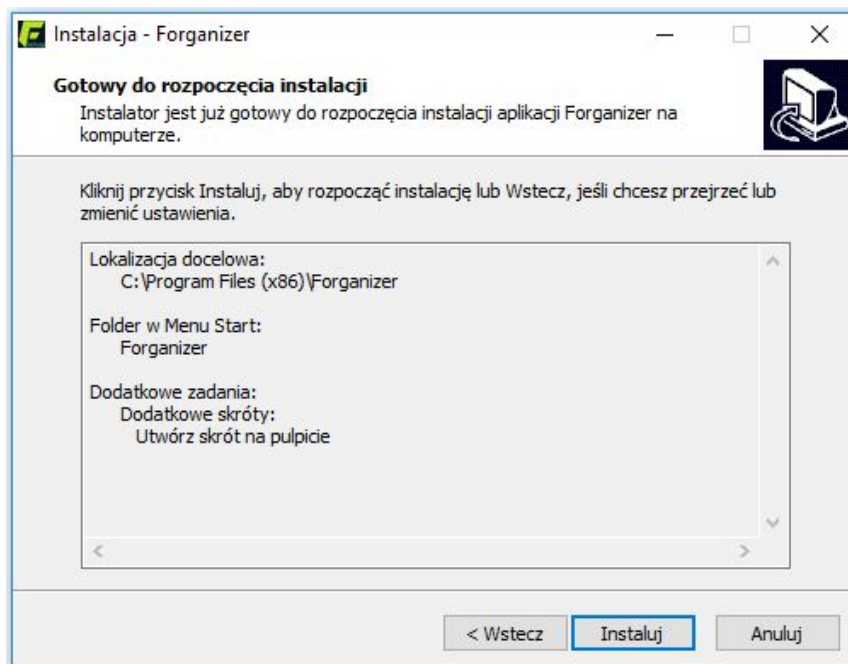 Instalacja - Forganizer
Gotowy do rozpoczęcia instalacji
Instalator jest już gotowy do rozpoczęcia instalacji aplikacji Forganizer na
komputerze.
Kliknij przycisk Instaluj, aby rozpocząć instalację lub Wstecz, jeśli chcesz przejrzeć lub
zmienić ustawienia.
Lokalizacja docelowa:
C:\Program Files (x86)\Forganizer
Folder w Menu Start:
Forganizer
Dodatkowe zadania:
Dodatkowe skróty:
Utwórz skrót na pulpicie
< Wstecz
Instaluj
Anuluj